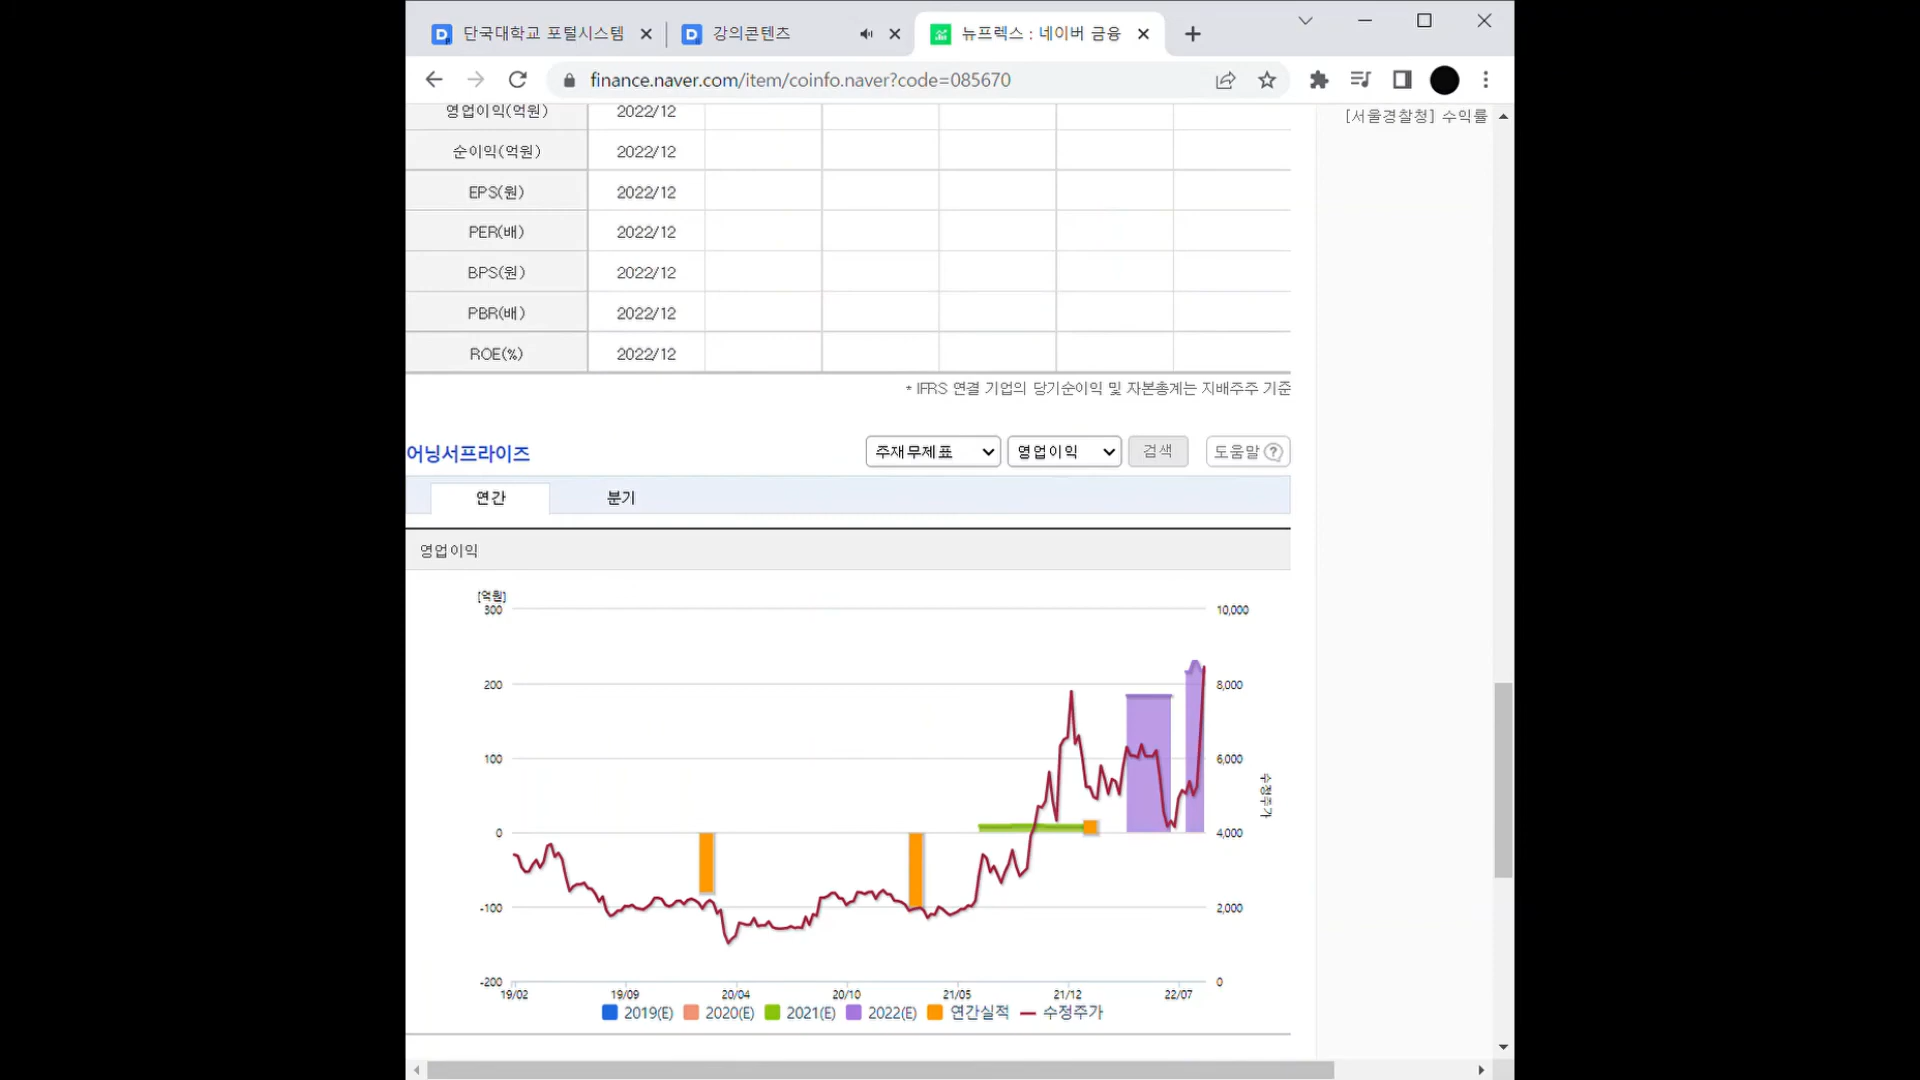 단국대학교 포털시스템
강의콘텐츠
뉴프렉스 : 네이버 금융
finance.naver.com/item/coinfo.naver?code=085670
영업이익(억원) 2022/12
[서울경찰청] 수익률
순이익(억원) 2022/12
EPS(원) 2022/12
PER(배) 2022/12
BPS(원) 2022/12
PBR(배) 2022/12
ROE(%) 2022/12
* IFRS 연결 기업의 당기순이익 및 자본총계는 지배주주 기준
어닝서프라이즈 주재무제표 영업이익 검색 도움말 ?
연간 분기
영업이익
[억원]
300 10,000
200 8,000
100 6,000
수정주가
0 4,000
-100 2,000
-200 0
19/02 19/09 20/04 20/10 21/05 21/12 22/07
2019(E) 2020(E) 2021(E) 2022(E) 연간실적 수정주가